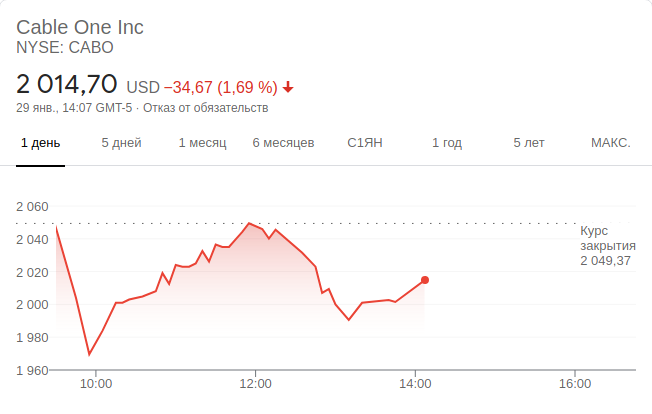 Cable One Inc
NYSE: CABO
2 014,70 USD −34,67 (1,69 %)
29 янв., 14:07 GMT-5 · Отказ от обязательств
1 день 5 дней 1 месяц 6 месяцев С1ЯН 1 год 5 лет МАКС.
2 060
2 040
2 020
2 000
1 980
1 960
Курс
закрытия
2 049,37
10:00 12:00 14:00 16:00